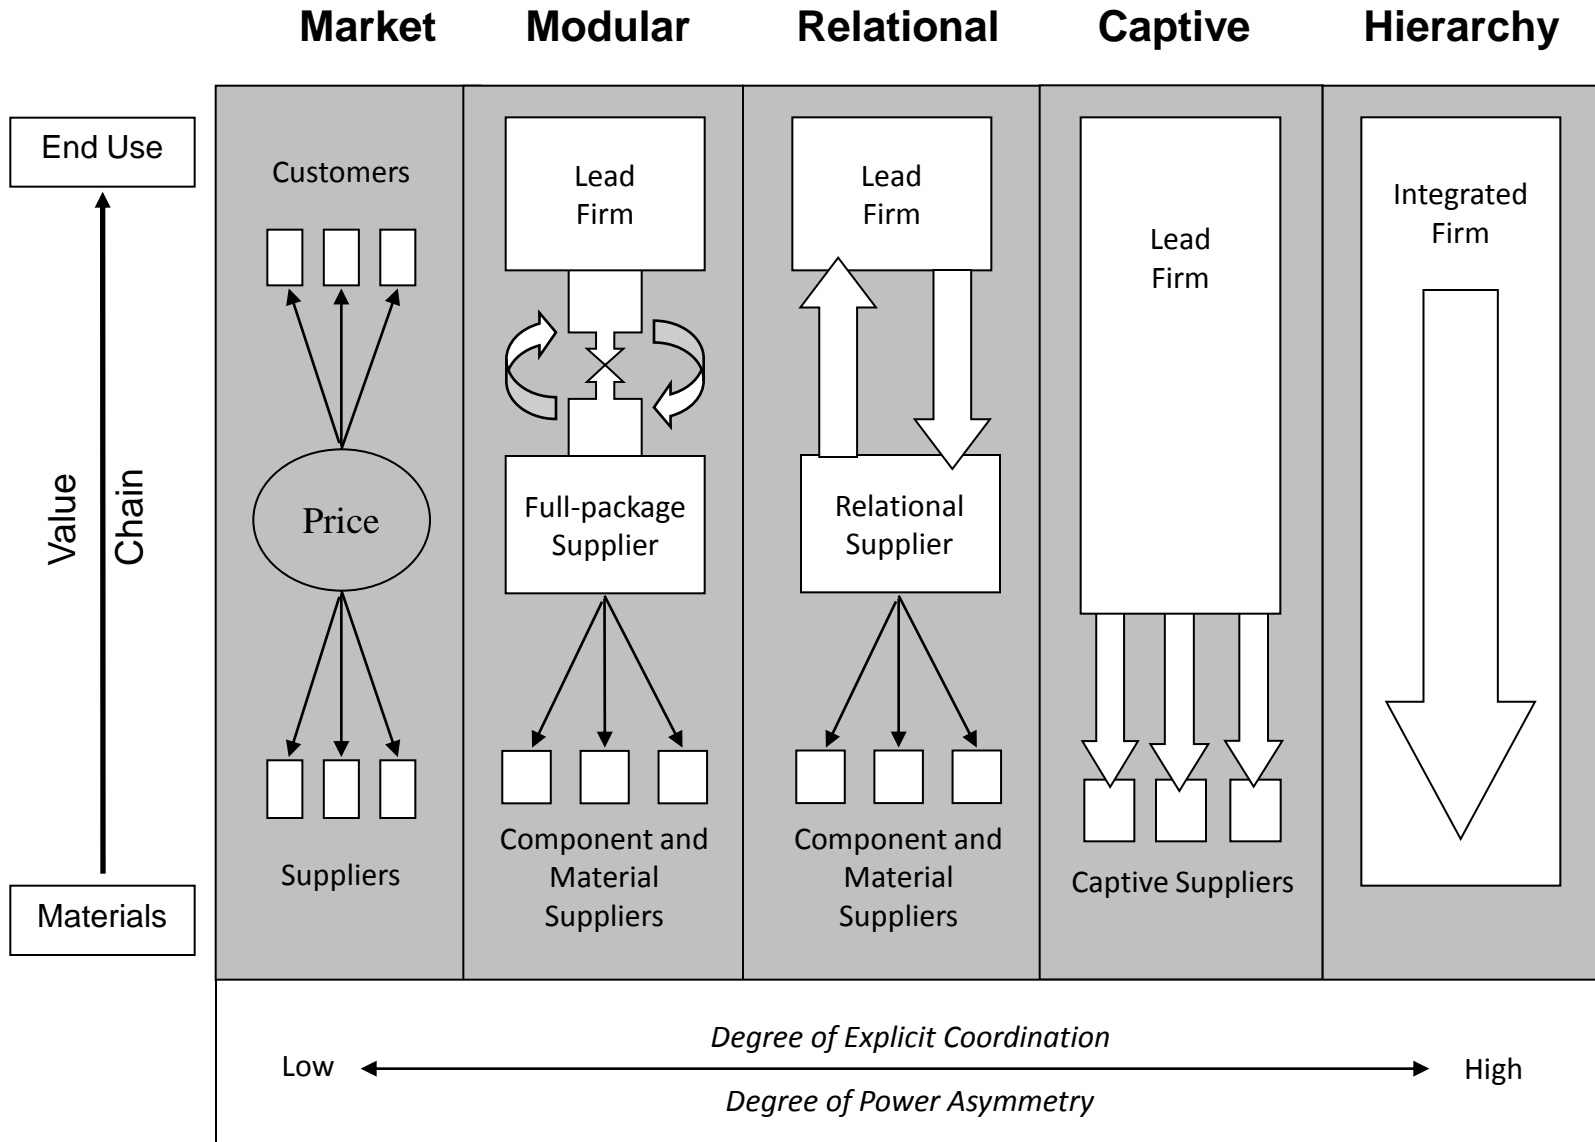 Market
Modular
Relational
Captive
Hierarchy
End Use
Value
Chain
Materials
Customers
Price
Suppliers
Lead
Firm
Full-package
Supplier
Component and
Material
Suppliers
Lead
Firm
Relational
Supplier
Component and
Material
Suppliers
Lead
Firm
Captive Suppliers
Integrated
Firm
Degree of Explicit Coordination
Low
High
Degree of Power Asymmetry